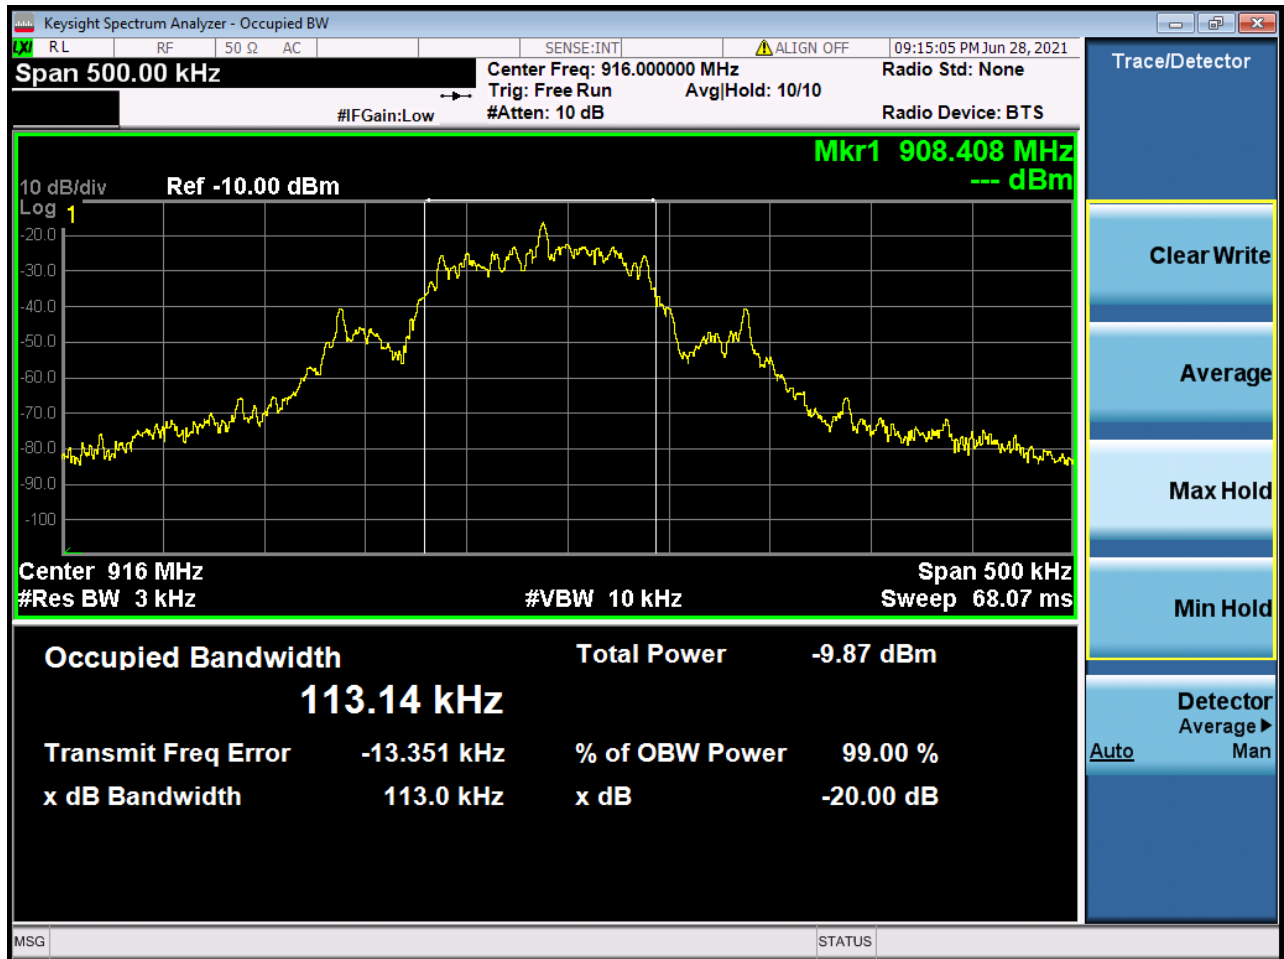 Keysight Spectrum Analyzer - Occupied BW
LXI RL RF 50 Ω AC SENSE:INT ALIGN OFF 09:15:05 PM Jun 28, 2021
Span 500.00 kHz
Center Freq: 916.000000 MHz Radio Std: None
Trig: Free Run Avg|Hold: 10/10
#IFGain:Low #Atten: 10 dB Radio Device: BTS
Mkr1 908.408 MHz
--- dBm
10 dB/div Ref -10.00 dBm
Log 1
-20.0
-30.0
-40.0
-50.0
-60.0
-70.0
-80.0
-90.0
-100
Center 916 MHz Span 500 kHz
#Res BW 3 kHz #VBW 10 kHz Sweep 68.07 ms
Occupied Bandwidth Total Power -9.87 dBm
113.14 kHz
Transmit Freq Error -13.351 kHz % of OBW Power 99.00 %
x dB Bandwidth 113.0 kHz x dB -20.00 dB
MSG STATUS
Trace/Detector
Clear Write
Average
Max Hold
Min Hold
Detector
Average
Auto Man